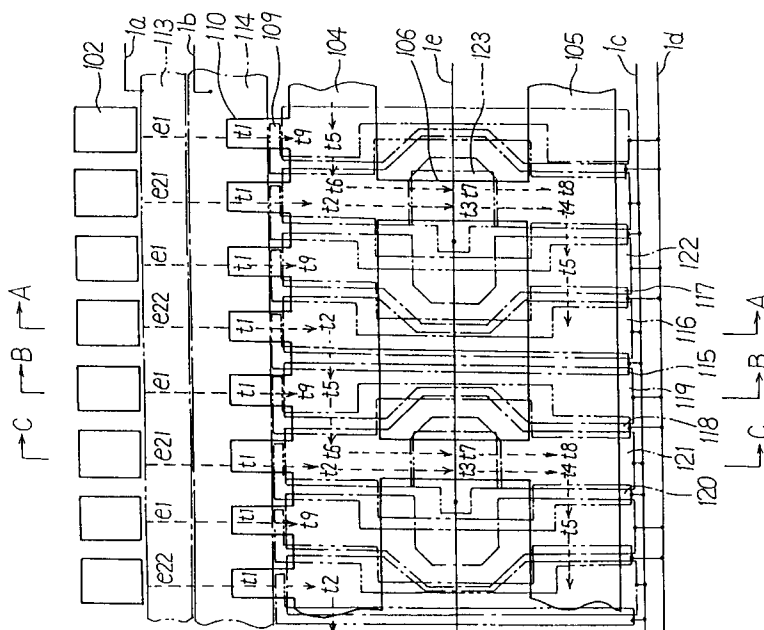 102
1a
113
1b
114
110
109
104
106
1e
123
105
1c
1d
e1 t1 t9 t5
e21 t1 t2 t6 t3 t7 t4 t8
e1 t1 t9 t5
e22 t1 t2
e1 t1 t9 t5
e21 t1 t2 t6 t3 t7 t4 t8
e1 t1 t9 t5
e22 t1 t2
A
B
C
122
117
116
115
119
118
121
120
A
B
C